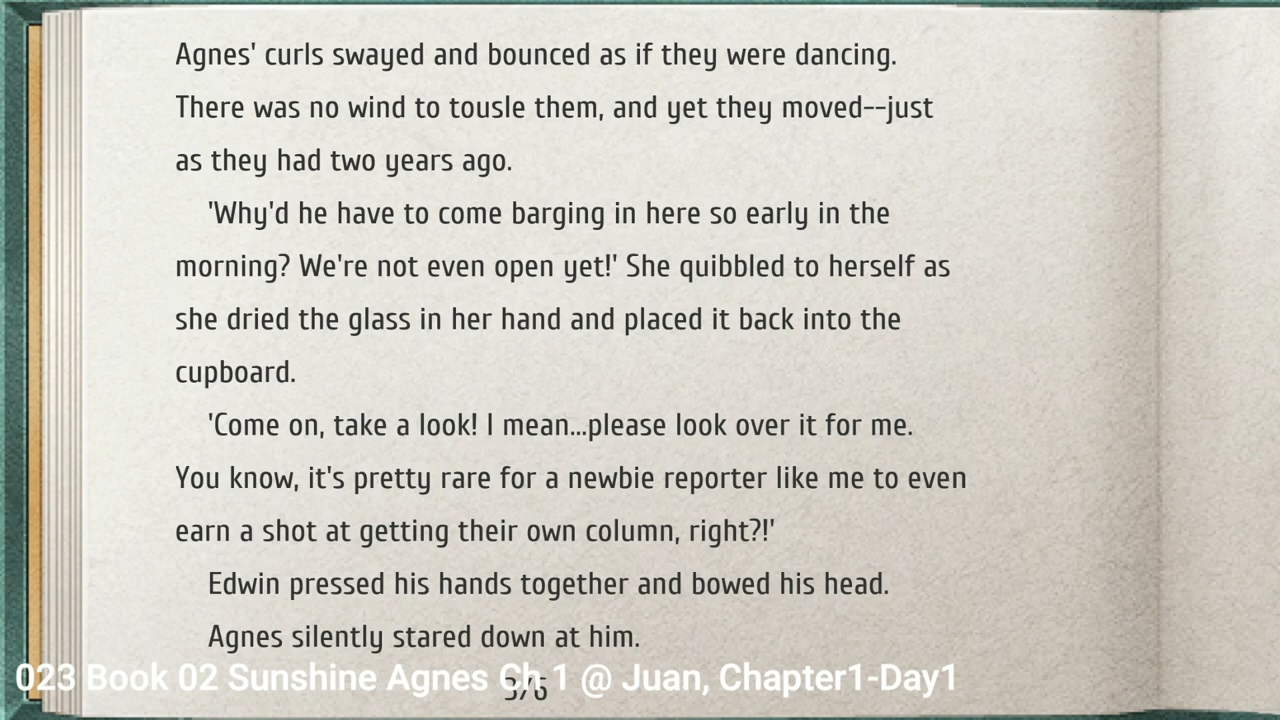 Agnes' curls swayed and bounced as if they were dancing.
There was no wind to tousle them, and yet they moved--just
as they had two years ago.
'Why'd he have to come barging in here so early in the
morning? We're not even open yet!' She quibbled to herself as
she dried the glass in her hand and placed it back into the
cupboard.
'Come on, take a look! I mean...please look over it for me.
You know, it's pretty rare for a newbie reporter like me to even
earn a shot at getting their own column, right?!'
Edwin pressed his hands together and bowed his head.
Agnes silently stared down at him.
023 Book 02 Sunshine Agnes Ch 1 @ Juan, Chapter1-Day1
3/6